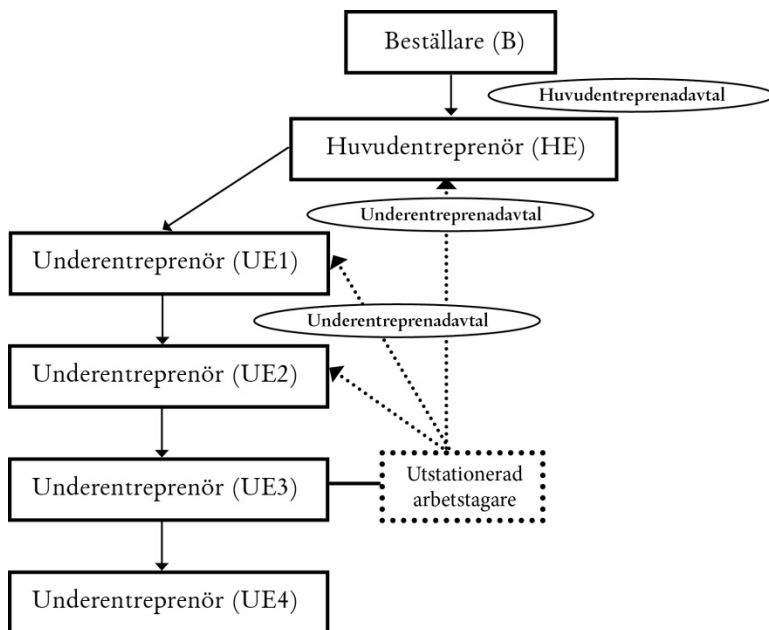 Beställare (B)
Huvudentreprenadavtal
Huvudentreprenör (HE)
Underentreprenadavtal
Underentreprenör (UE1)
Underentreprenadavtal
Underentreprenör (UE2)
Underentreprenör (UE3)
Utstationerad
arbetstagare
Underentreprenör (UE4)